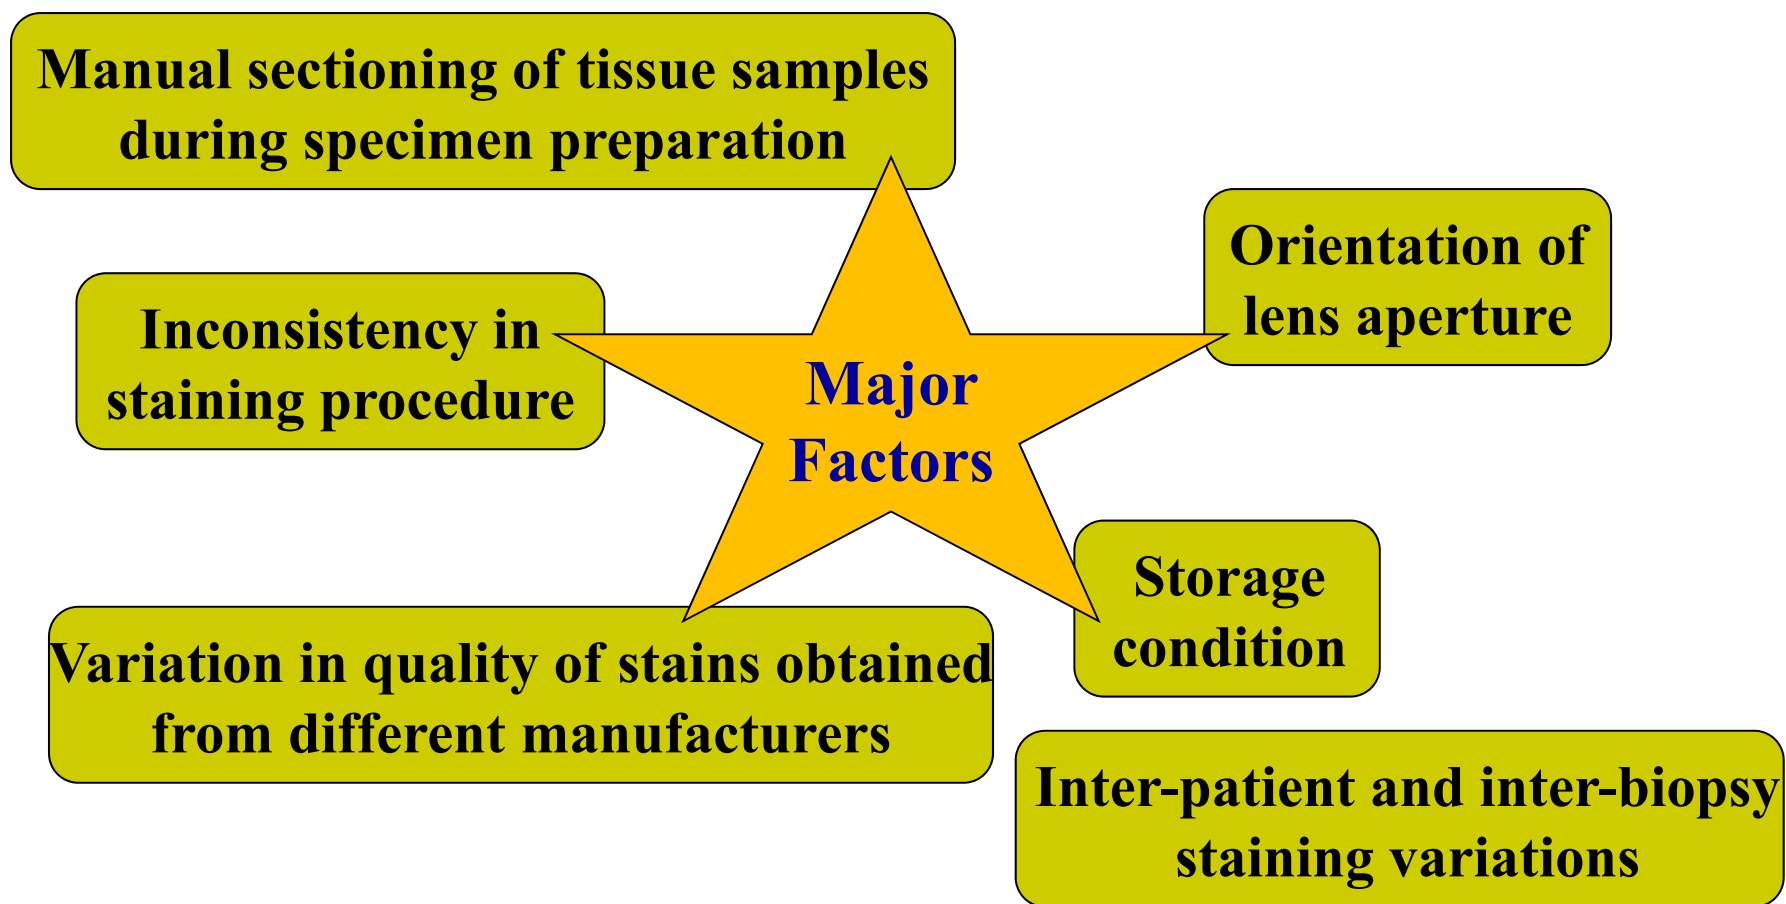 Manual sectioning of tissue samples
during specimen preparation
Orientation of
lens aperture
Inconsistency in
staining procedure
Major
Factors
Storage
condition
Variation in quality of stains obtained
from different manufacturers
Inter-patient and inter-biopsy
staining variations